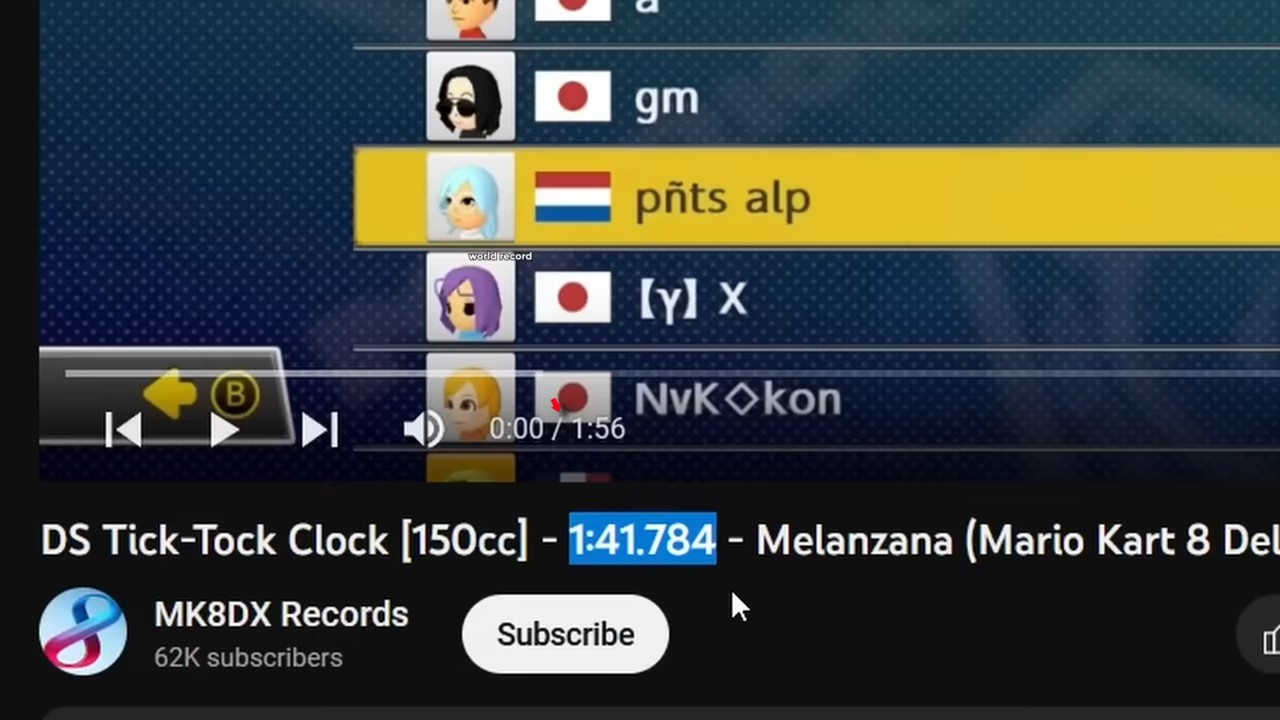 a
gm
pñts alp
world record
【γ】 X
B
NvK◇kon
0:00 / 1:56
DS Tick-Tock Clock [150cc] - 1:41.784 - Melanzana (Mario Kart 8 Del
MK8DX Records
62K subscribers
Subscribe